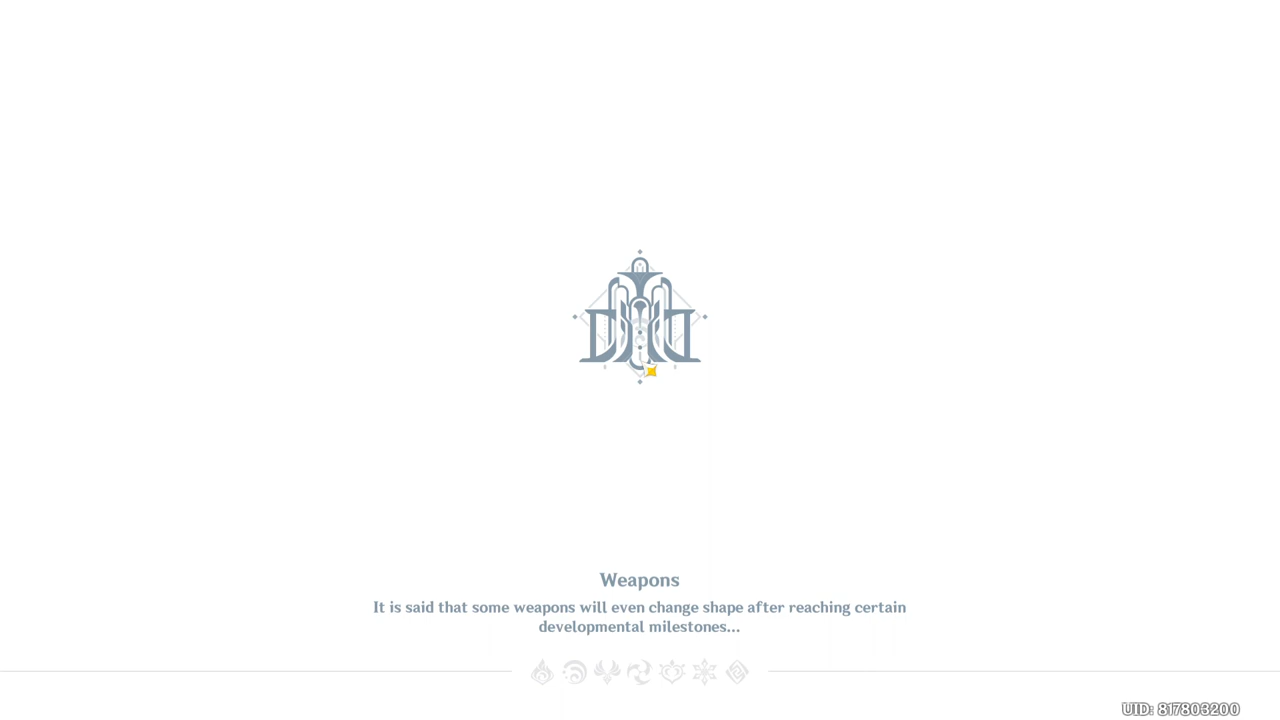 Weapons
It is said that some weapons will even change shape after reaching certain
developmental milestones...
UID: 817803200